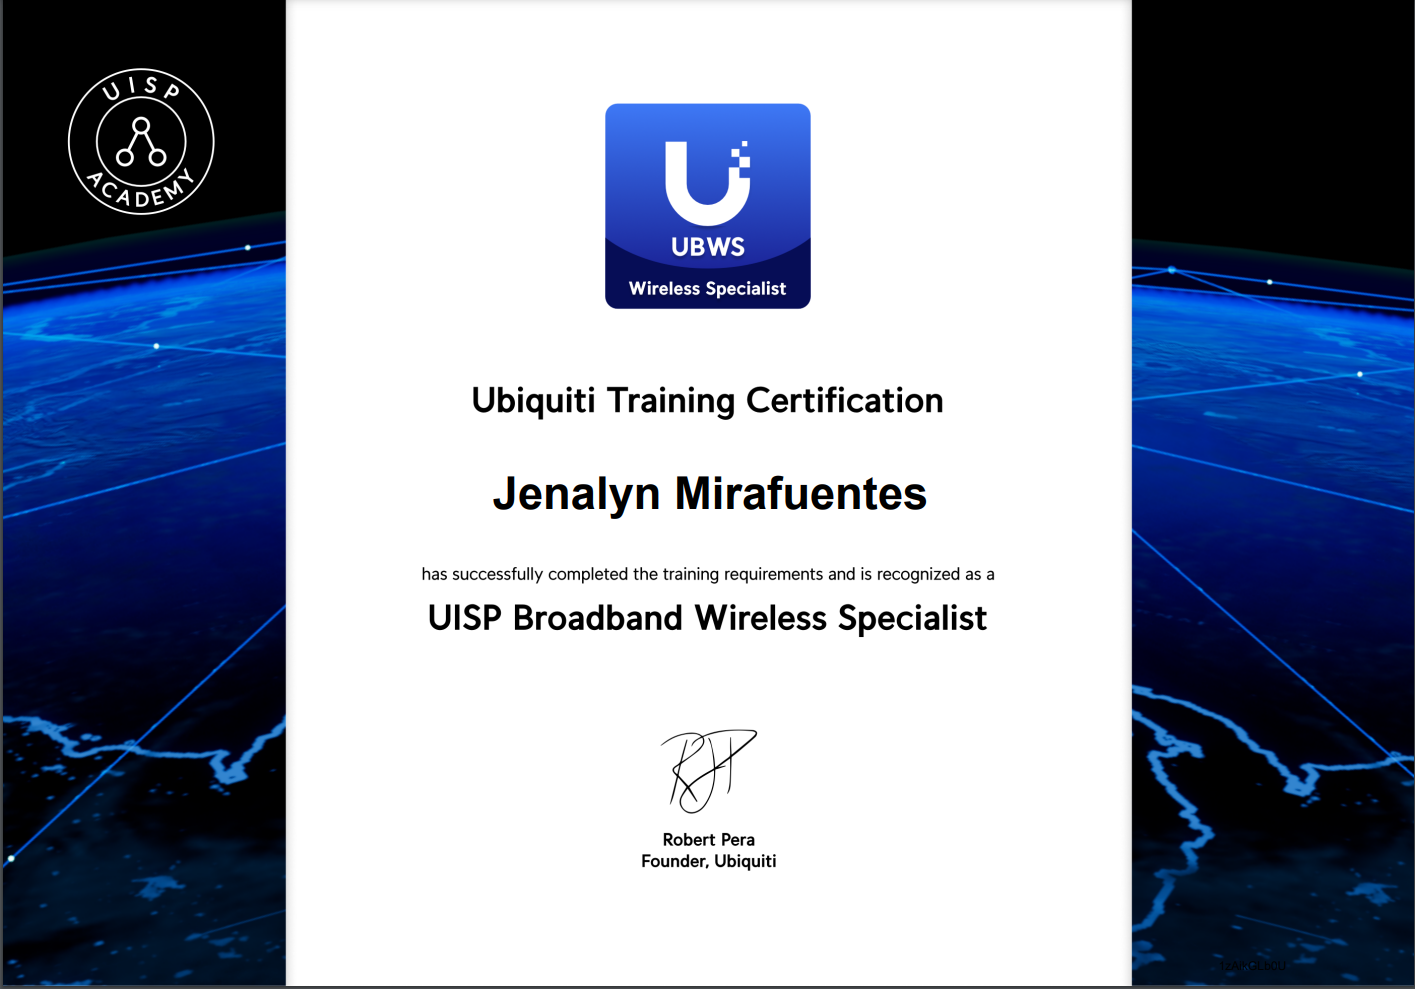 UISP
ACADEMY
UBWS
Wireless Specialist
Ubiquiti Training Certification
Jenalyn Mirafuentes
has successfully completed the training requirements and is recognized as a
UISP Broadband Wireless Specialist
Robert Pera
Founder, Ubiquiti